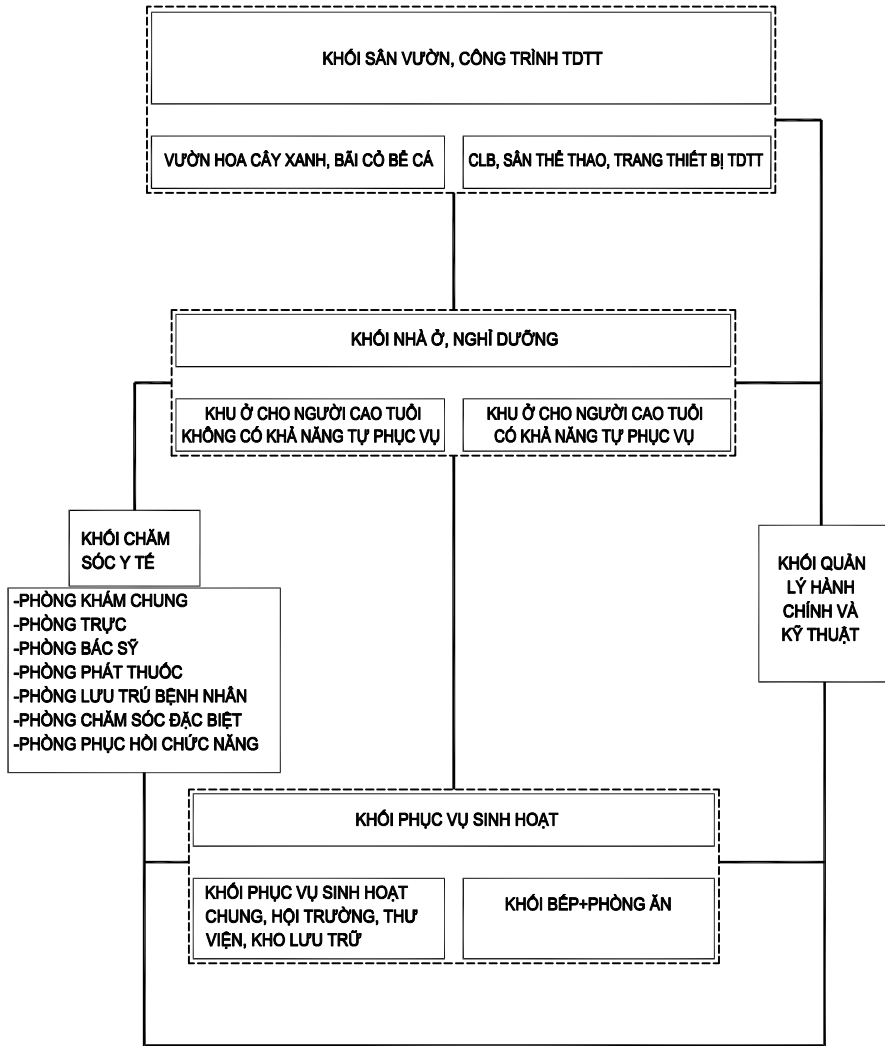 KHỐI SÂN VƯỜN, CÔNG TRÌNH TDTT
VƯỜN HOA CÂY XANH, BÃI CỎ BỂ CÁ
CLB, SÂN THỂ THAO, TRANG THIẾT BỊ TDTT
KHỐI NHÀ Ở, NGHỈ DƯỠNG
KHU Ở CHO NGƯỜI CAO TUỔI
KHÔNG CÓ KHẢ NĂNG TỰ PHỤC VỤ
KHU Ở CHO NGƯỜI CAO TUỔI
CÓ KHẢ NĂNG TỰ PHỤC VỤ
KHỐI CHĂM
SÓC Y TẾ
-PHÒNG KHÁM CHUNG
-PHÒNG TRỰC
-PHÒNG BÁC SỸ
-PHÒNG PHÁT THUỐC
-PHÒNG LƯU TRÚ BỆNH NHÂN
-PHÒNG CHĂM SÓC ĐẶC BIỆT
-PHÒNG PHỤC HỒI CHỨC NĂNG
KHỐI QUẢN
LÝ HÀNH
CHÍNH VÀ
KỸ THUẬT
KHỐI PHỤC VỤ SINH HOẠT
KHỐI PHỤC VỤ SINH HOẠT
CHUNG, HỘI TRƯỜNG, THƯ
VIỆN, KHO LƯU TRỮ
KHỐI BẾP+PHÒNG ĂN